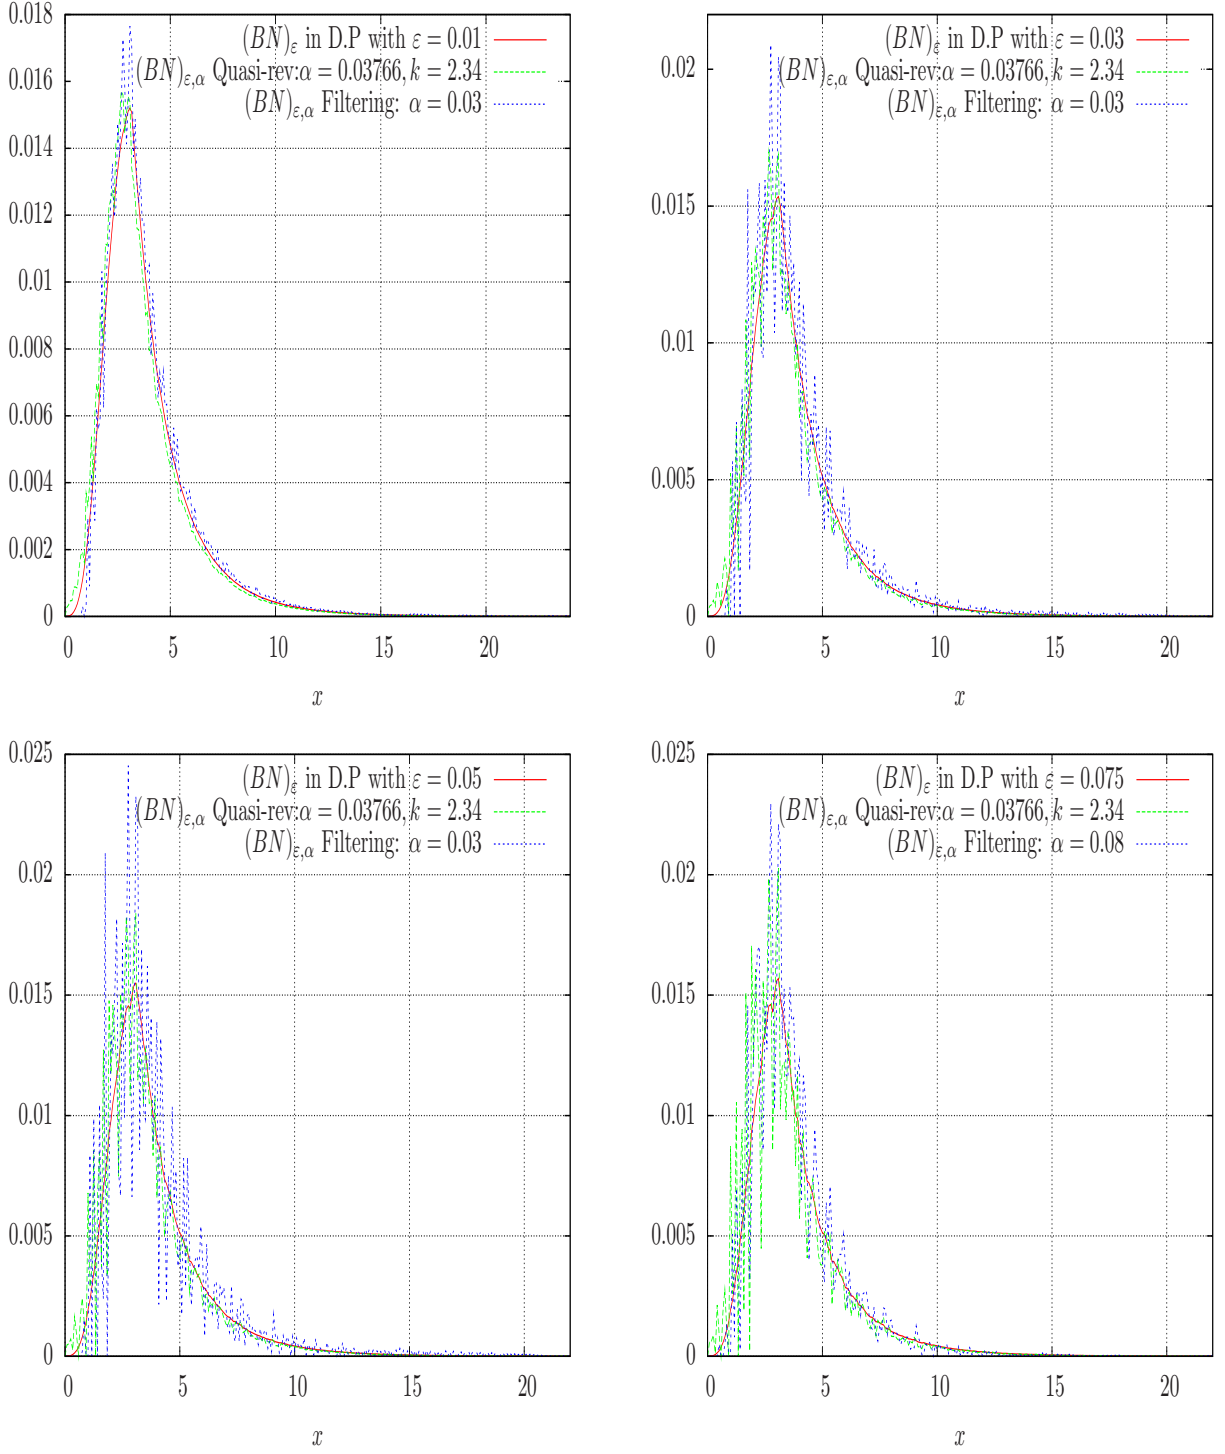 0.018
0.016
0.014
0.012
0.01
0.008
0.006
0.004
0.002
0
0 5 10 15 20
x
(BN)ε in D.P with ε = 0.01
(BN)ε,α Quasi-rev:α = 0.03766, k = 2.34
(BN)ε,α Filtering: α = 0.03
0.02
0.015
0.01
0.005
0
0 5 10 15 20
x
(BN)ε in D.P with ε = 0.03
(BN)ε,α Quasi-rev:α = 0.03766, k = 2.34
(BN)ε,α Filtering: α = 0.03
0.025
0.02
0.015
0.01
0.005
0
0 5 10 15 20
x
(BN)ε in D.P with ε = 0.05
(BN)ε,α Quasi-rev:α = 0.03766, k = 2.34
(BN)ε,α Filtering: α = 0.03
0.025
0.02
0.015
0.01
0.005
0
0 5 10 15 20
x
(BN)ε in D.P with ε = 0.075
(BN)ε,α Quasi-rev:α = 0.03766, k = 2.34
(BN)ε,α Filtering: α = 0.08